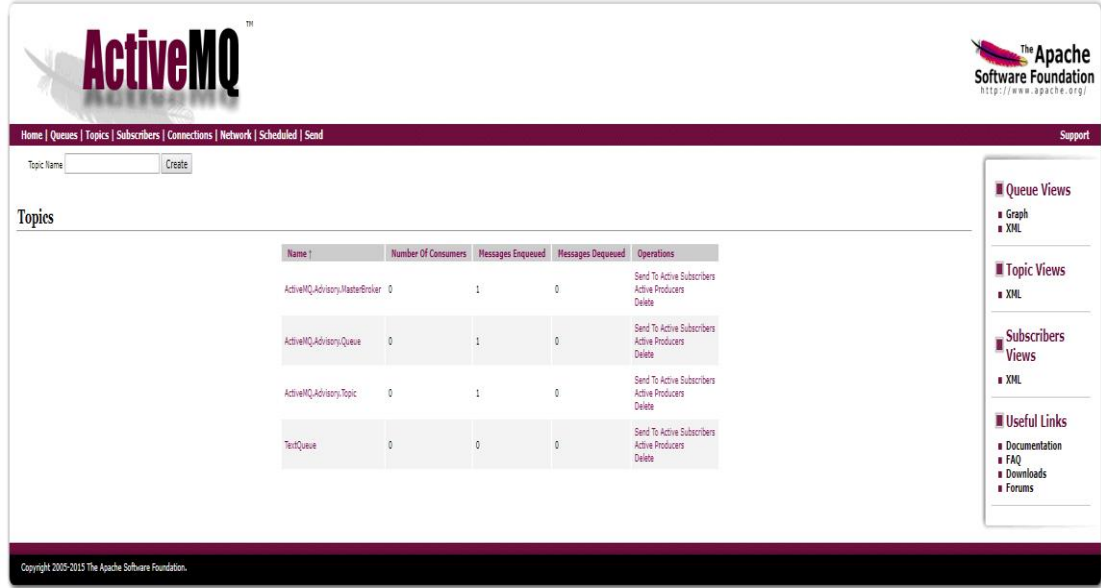 ActiveMQ™
The Apache
Software Foundation
http://www.apache.org/
Home | Queues | Topics | Subscribers | Connections | Network | Scheduled | Send
Support
Topic Name
Create
Topics
Name ↑ Number Of Consumers Messages Enqueued Messages Dequeued Operations
ActiveMQ.Advisory.MasterBroker 0 1 0 Send To Active Subscribers
Active Producers
Delete
ActiveMQ.Advisory.Queue 0 1 0 Send To Active Subscribers
Active Producers
Delete
ActiveMQ.Advisory.Topic 0 1 0 Send To Active Subscribers
Active Producers
Delete
TextQueue 0 0 0 Send To Active Subscribers
Active Producers
Delete
Queue Views
Graph
XML
Topic Views
XML
Subscribers
Views
XML
Useful Links
Documentation
FAQ
Downloads
Forums
Copyright 2005-2015 The Apache Software Foundation.